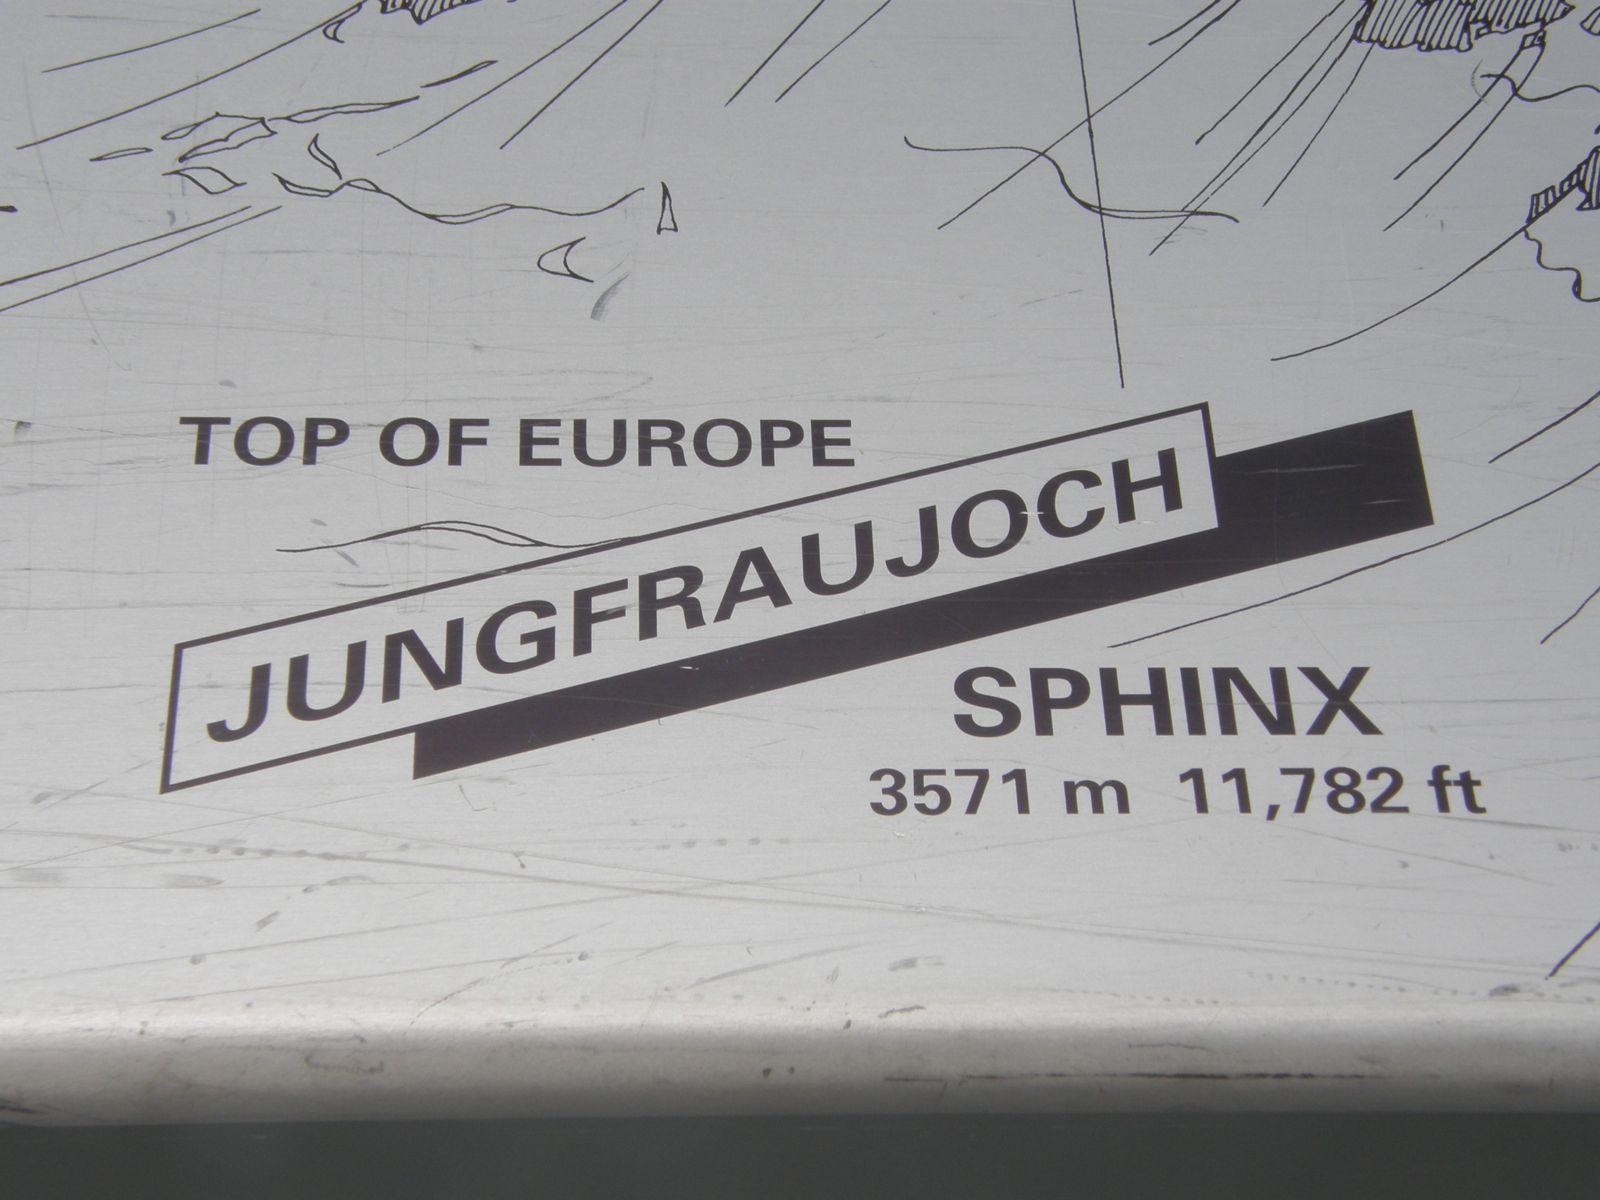 TOP OF EUROPE
JUNGFRAUJOCH
SPHINX
3571 m 11,782 ft